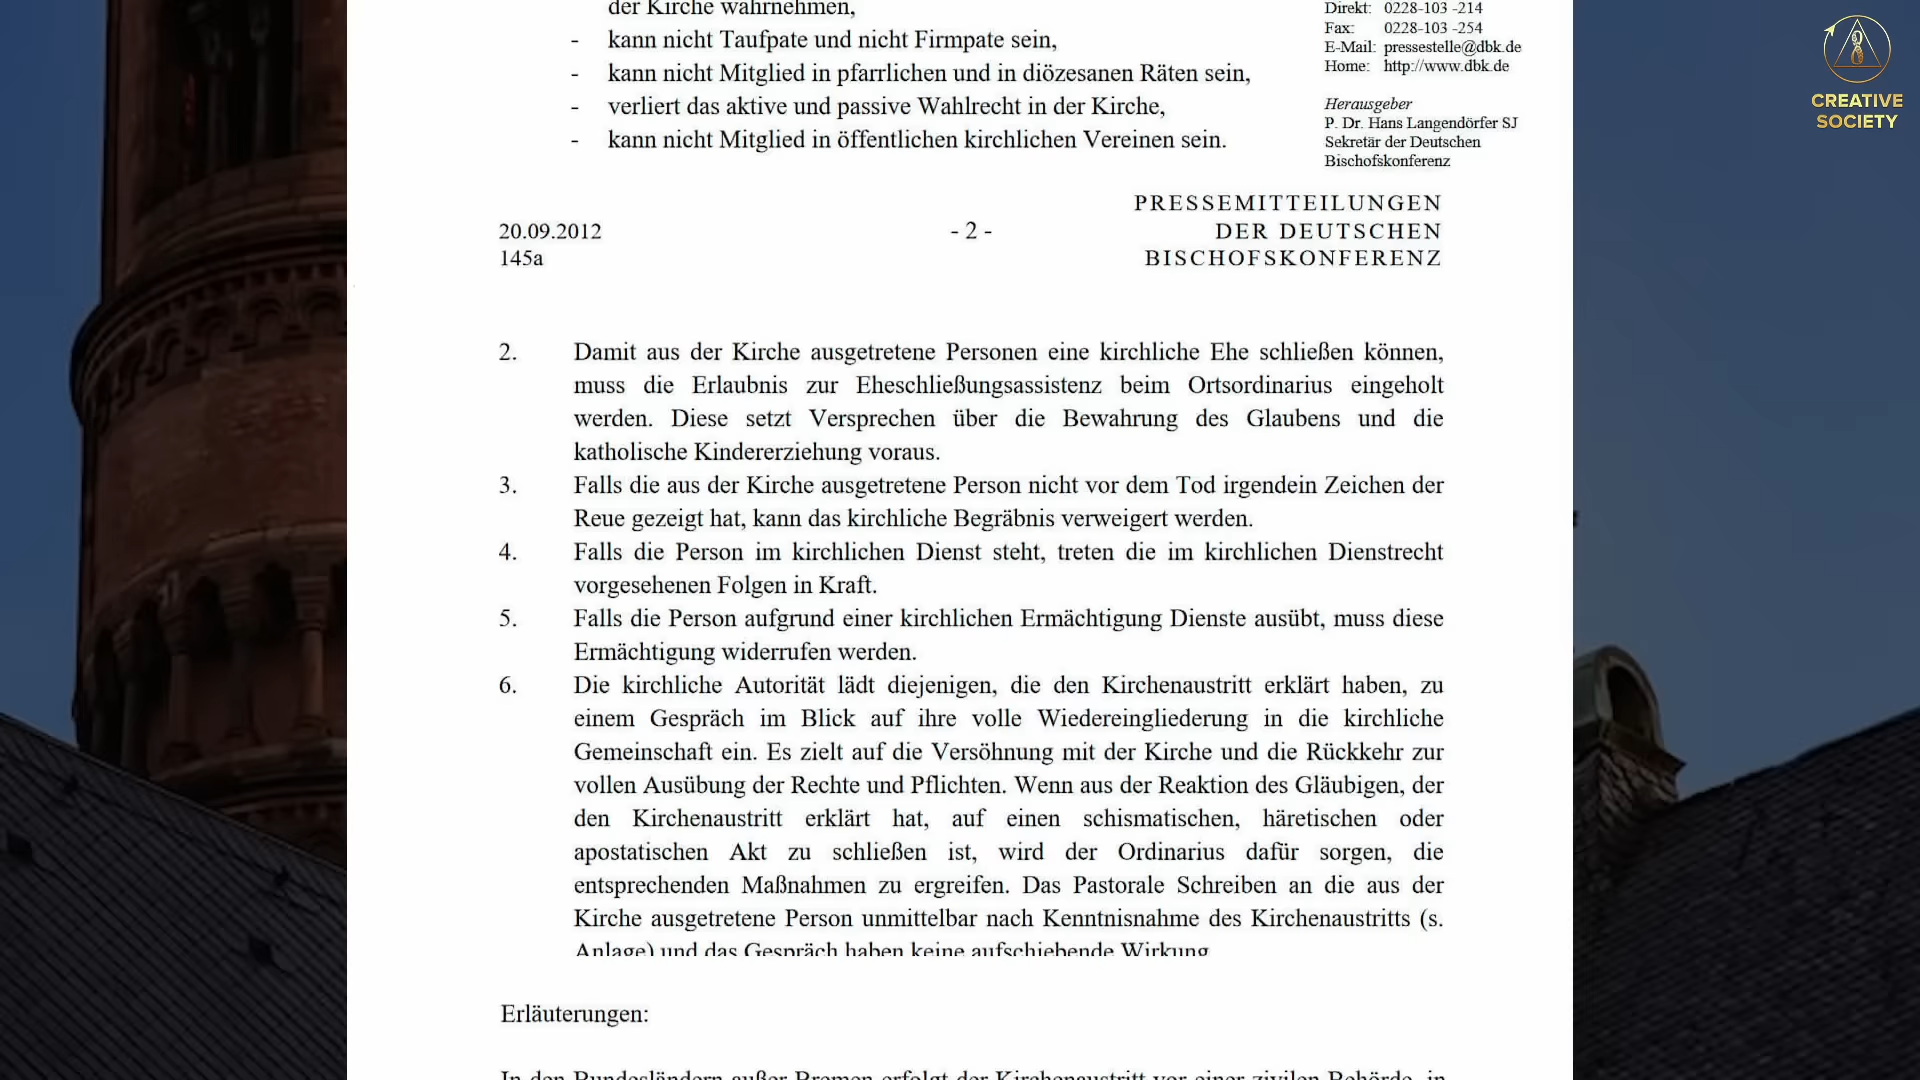 der Kirche wahrnehmen,
- kann nicht Taufpate und nicht Firmpate sein,
- kann nicht Mitglied in pfarrlichen und in diözesanen Räten sein,
- verliert das aktive und passive Wahlrecht in der Kirche,
- kann nicht Mitglied in öffentlichen kirchlichen Vereinen sein.
Direkt: 0228-103 -214
Fax: 0228-103 -254
E-Mail: pressestelle@dbk.de
Home: http://www.dbk.de
Herausgeber
P. Dr. Hans Langendörfer SJ
Sekretär der Deutschen
Bischofskonferenz
CREATIVE
SOCIETY
20.09.2012
145a
- 2 -
PRESSEMITTEILUNGEN
DER DEUTSCHEN
BISCHOFSKONFERENZ
2. Damit aus der Kirche ausgetretene Personen eine kirchliche Ehe schließen können,
muss die Erlaubnis zur Eheschließungsassistenz beim Ortsordinarius eingeholt
werden. Diese setzt Versprechen über die Bewahrung des Glaubens und die
katholische Kindererziehung voraus.
3. Falls die aus der Kirche ausgetretene Person nicht vor dem Tod irgendein Zeichen der
Reue gezeigt hat, kann das kirchliche Begräbnis verweigert werden.
4. Falls die Person im kirchlichen Dienst steht, treten die im kirchlichen Dienstrecht
vorgesehenen Folgen in Kraft.
5. Falls die Person aufgrund einer kirchlichen Ermächtigung Dienste ausübt, muss diese
Ermächtigung widerrufen werden.
6. Die kirchliche Autorität lädt diejenigen, die den Kirchenaustritt erklärt haben, zu
einem Gespräch im Blick auf ihre volle Wiedereingliederung in die kirchliche
Gemeinschaft ein. Es zielt auf die Versöhnung mit der Kirche und die Rückkehr zur
vollen Ausübung der Rechte und Pflichten. Wenn aus der Reaktion des Gläubigen, der
den Kirchenaustritt erklärt hat, auf einen schismatischen, häretischen oder
apostatischen Akt zu schließen ist, wird der Ordinarius dafür sorgen, die
entsprechenden Maßnahmen zu ergreifen. Das Pastorale Schreiben an die aus der
Kirche ausgetretene Person unmittelbar nach Kenntnisnahme des Kirchenaustritts (s.
Anlage) und das Gespräch haben keine aufschiebende Wirkung
Erläuterungen:
In den Bundesländern außer Bremen erfolgt der Kirchenaustritt vor einer zivilen Behörde, in